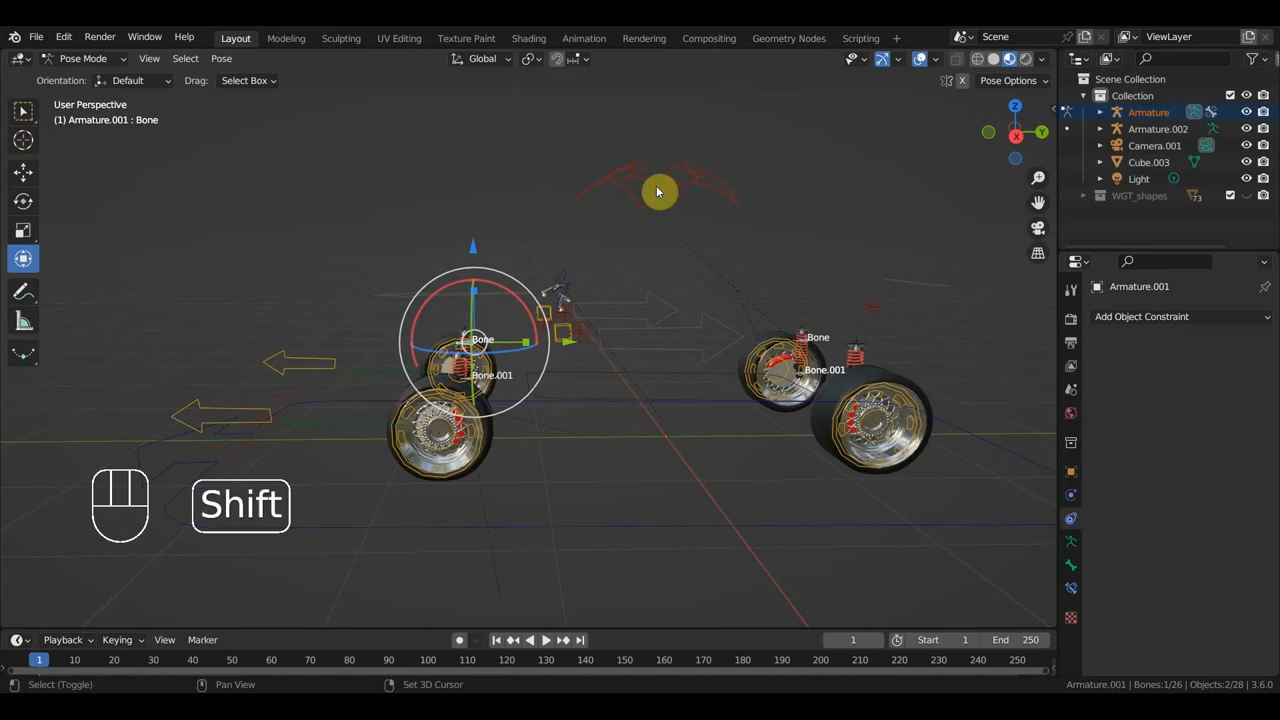 File Edit Render Window Help Layout Modeling Sculpting UV Editing Texture Paint Shading Animation Rendering Compositing Geometry Nodes Scripting + Scene ViewLayer
Pose Mode View Select Pose Global
Orientation: Default Drag: Select Box X Pose Options
User Perspective
(1) Armature.001 : Bone
Scene Collection
Collection
Armature
Armature.002
Camera.001
Cube.003
Light
WGT_shapes 73
Z
Y
X
Armature.001
Add Object Constraint
Bone
Bone.001
Bone
Bone.001
Shift
Playback Keying View Marker 1 Start 1 End 250
1 10 20 30 40 50 60 70 80 90 100 110 120 130 140 150 160 170 180 190 200 210 220 230 240 250
Select (Toggle) Pan View Set 3D Cursor Armature.001 | Bones:1/26 | Objects:2/28 | 3.6.0